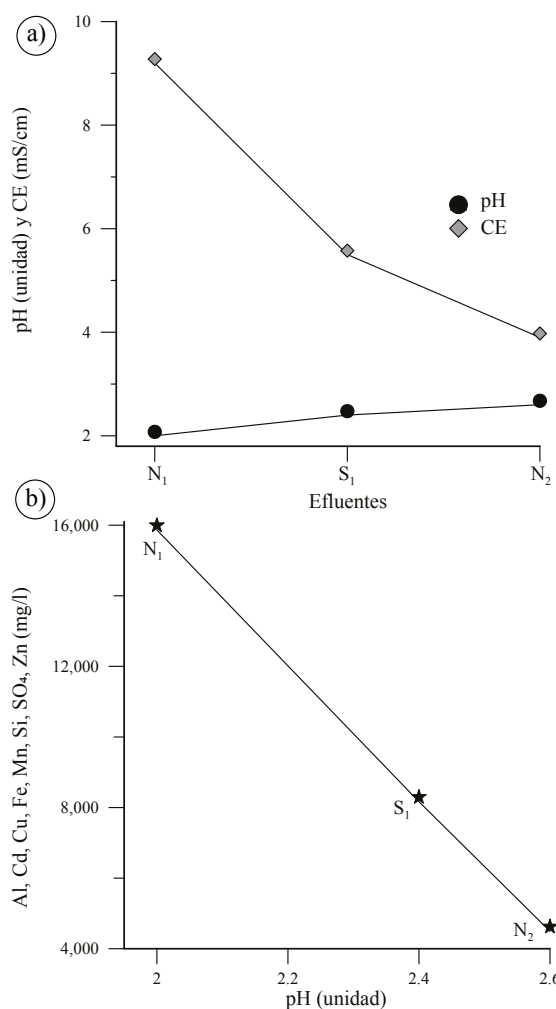 a)
10
8
6
4
2
pH (unidad) y CE (mS/cm)
pH
CE
N₁
S₁
N₂
Efluentes
b)
16,000
12,000
8,000
4,000
Al, Cd, Cu, Fe, Mn, Si, SO₄, Zn (mg/l)
N₁
S₁
N₂
2
2.2
2.4
2.6
pH (unidad)